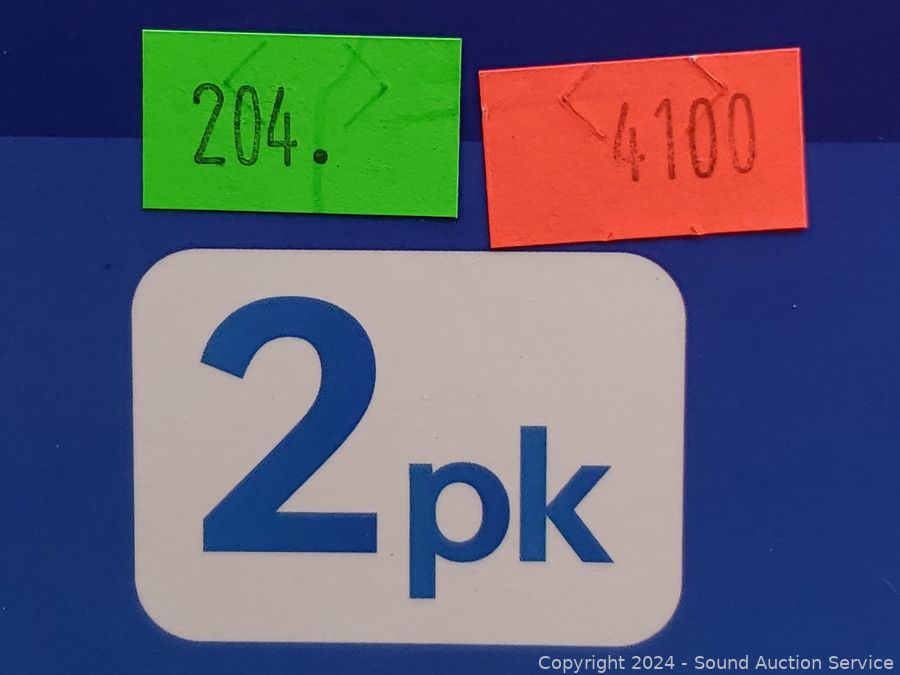 204.
4100
2pk
Copyright 2024 - Sound Auction Service